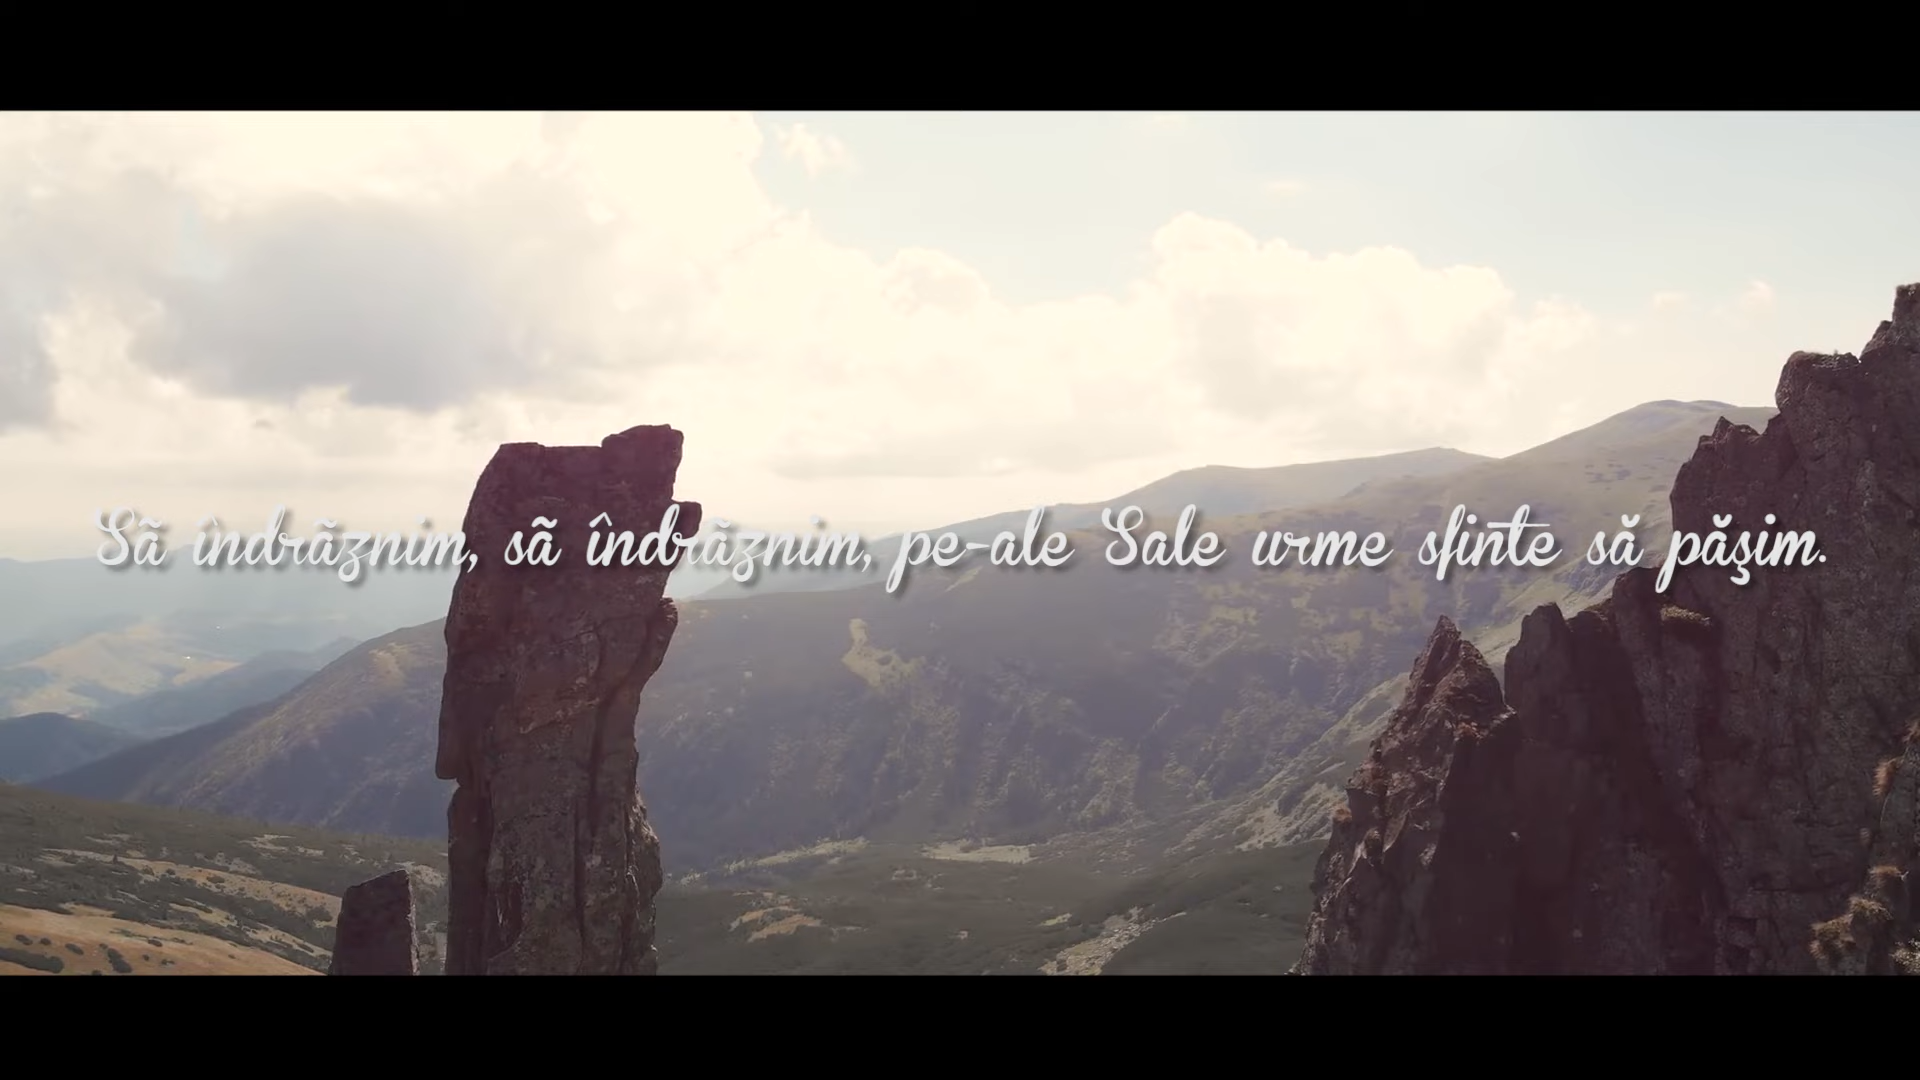 Sã îndrãznim, sã îndrãznim, pe-ale Sale urme sfinte să păşim.